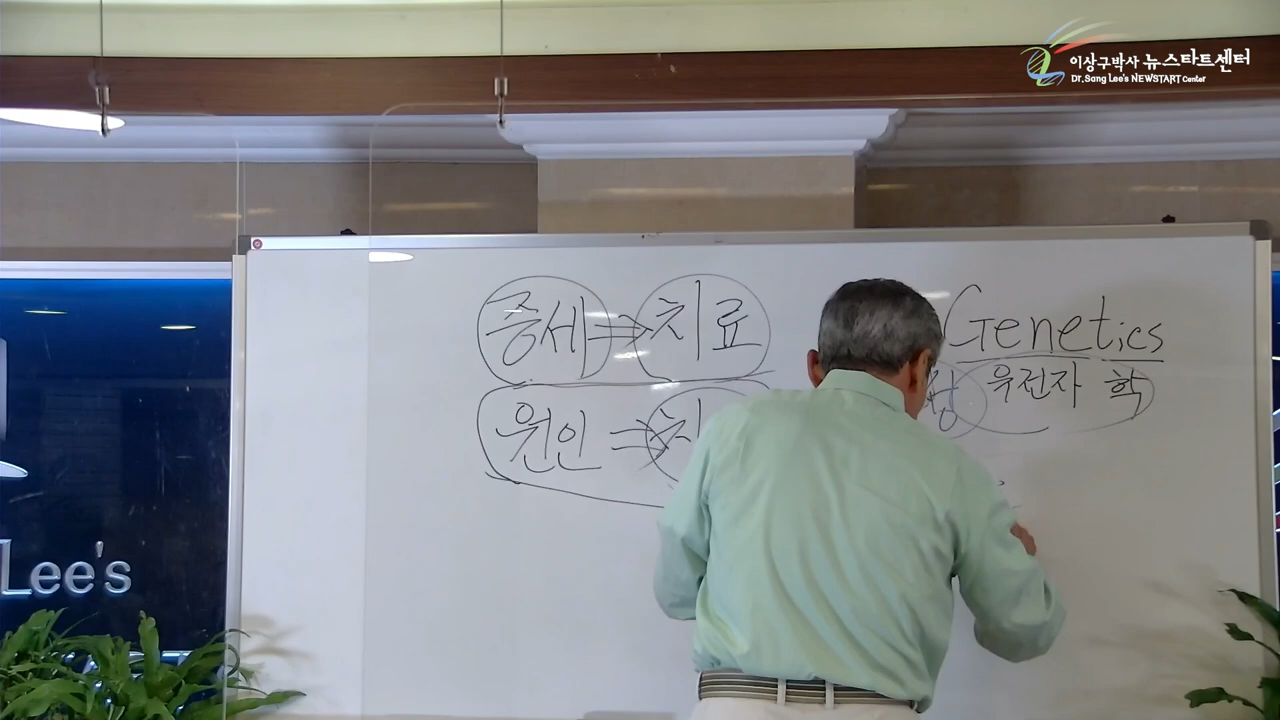 이상구박사 뉴스타트센터
Dr. Sang Lee's NEWSTART Center
증세 ⇒ 치료
원인 ⇒ 치
Genetics
유전자 학
Lee's